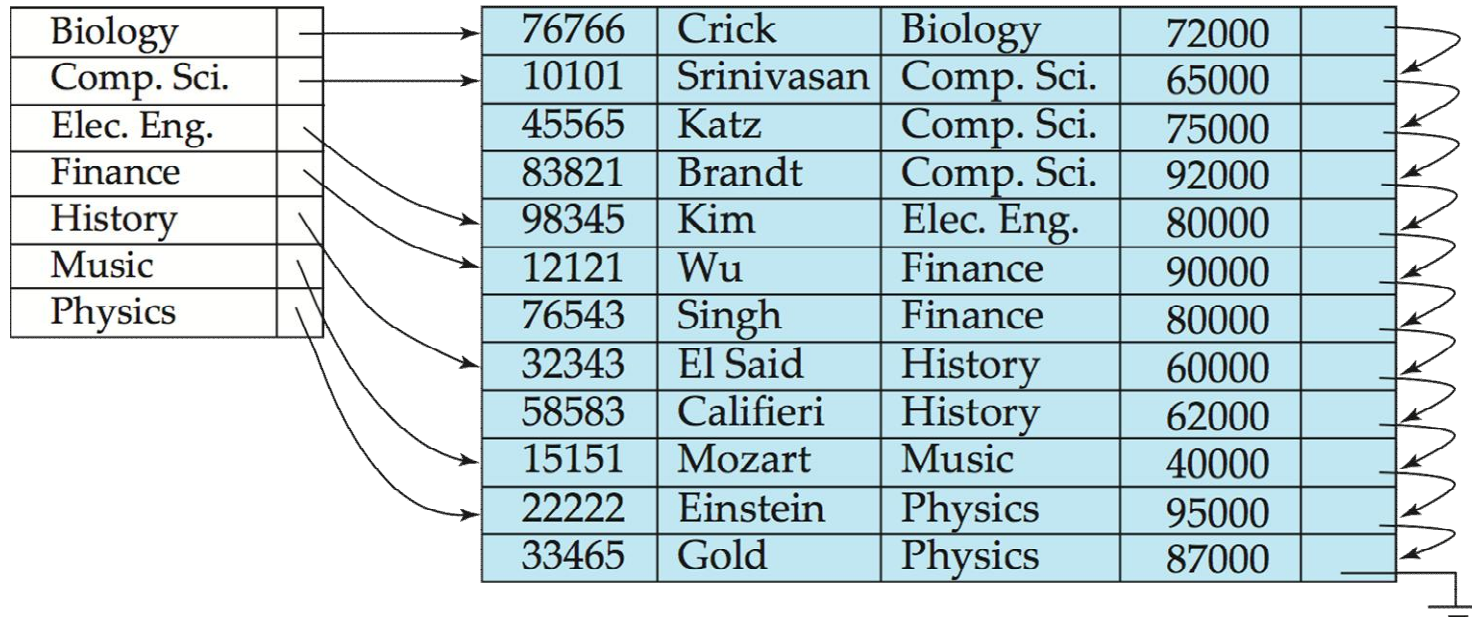 Biology
Comp. Sci.
Elec. Eng.
Finance
History
Music
Physics
76766 Crick Biology 72000
10101 Srinivasan Comp. Sci. 65000
45565 Katz Comp. Sci. 75000
83821 Brandt Comp. Sci. 92000
98345 Kim Elec. Eng. 80000
12121 Wu Finance 90000
76543 Singh Finance 80000
32343 El Said History 60000
58583 Califieri History 62000
15151 Mozart Music 40000
22222 Einstein Physics 95000
33465 Gold Physics 87000